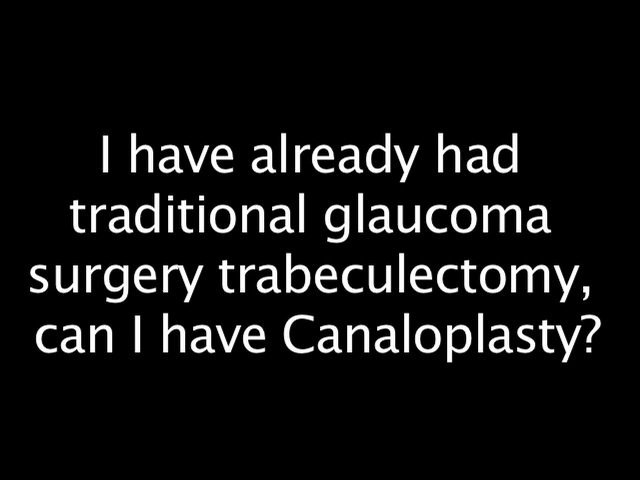 I have already had
traditional glaucoma
surgery trabeculectomy,
can I have Canaloplasty?